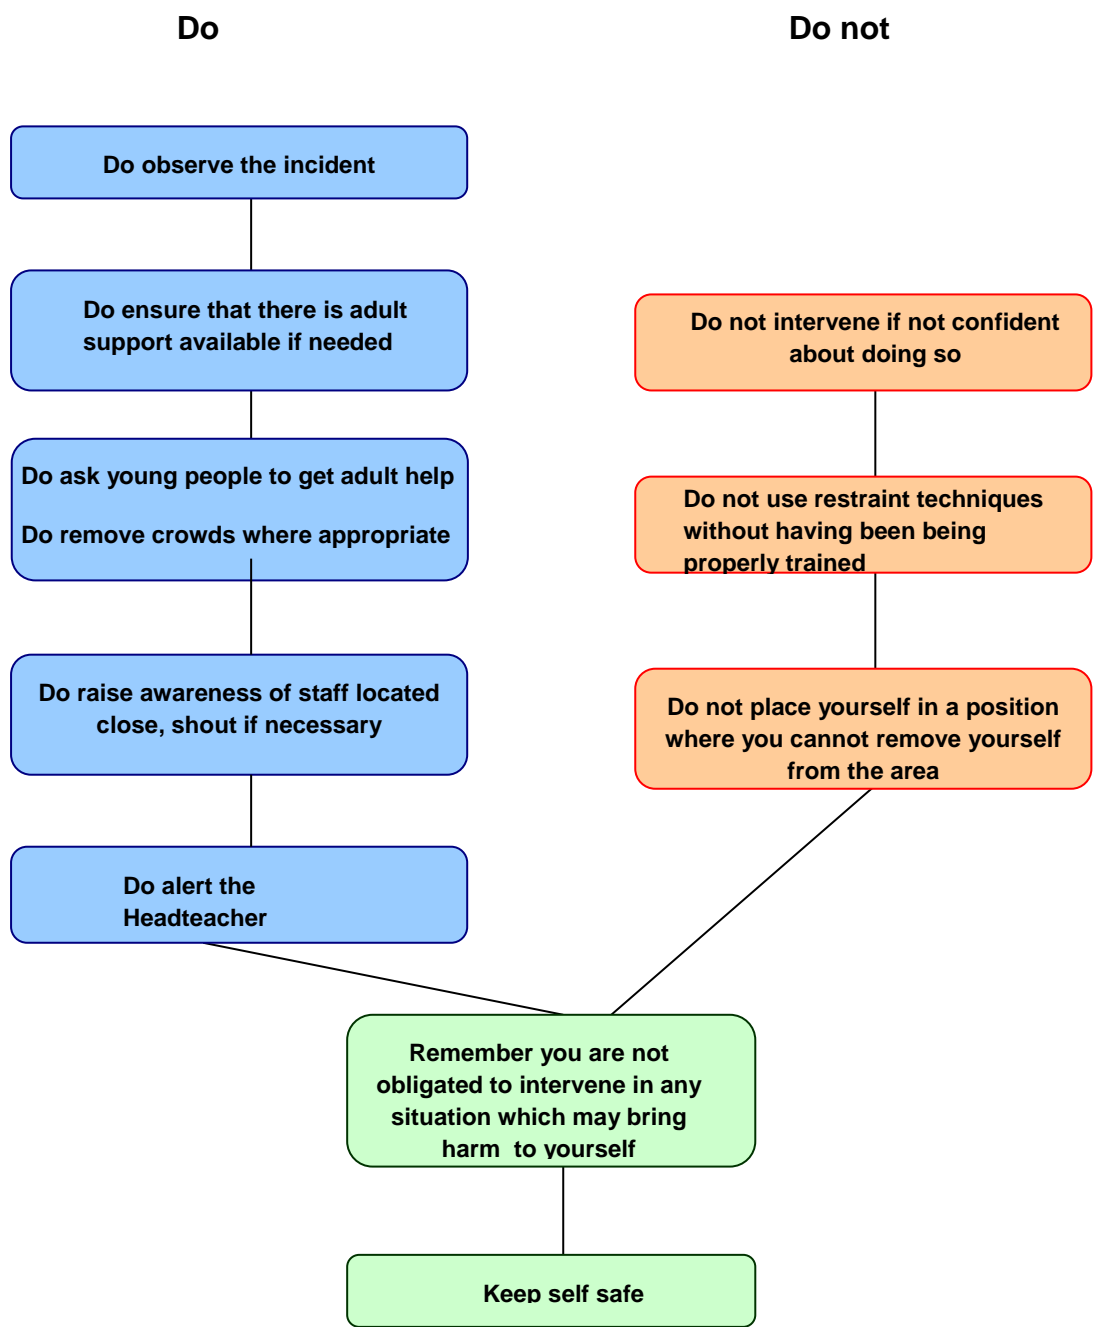 Do
Do not
Do observe the incident
Do ensure that there is adult
support available if needed
Do ask young people to get adult help
Do remove crowds where appropriate
Do raise awareness of staff located
close, shout if necessary
Do alert the
Headteacher
Do not intervene if not confident
about doing so
Do not use restraint techniques
without having been being
properly trained
Do not place yourself in a position
where you cannot remove yourself
from the area
Remember you are not
obligated to intervene in any
situation which may bring
harm  to yourself
Keep self safe